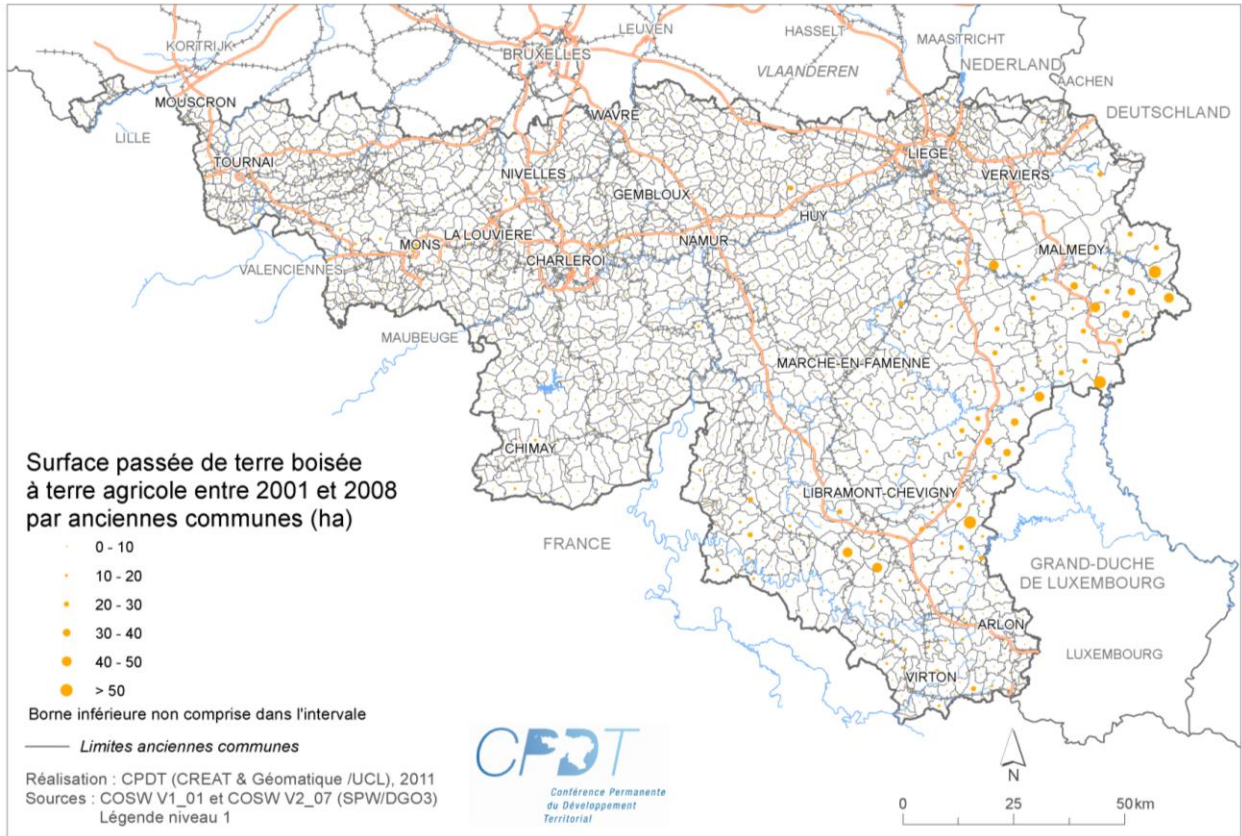 KORTRIJK
LEUVEN
HASSELT
MAASTRICHT
BRUXELLES
VLAANDEREN
NEDERLAND
AACHEN
MOUSCRON
WAVRE
DEUTSCHLAND
LILLE
LIEGE
TOURNAI
NIVELLES
GEMBLOUX
VERVIERS
HUY
LA LOUVIERE
NAMUR
MONS
MALMEDY
CHARLEROI
VALENCIENNES
MAUBEUGE
MARCHE-EN-FAMENNE
CHIMAY
LIBRAMONT-CHEVIGNY
FRANCE
GRAND-DUCHE
DE LUXEMBOURG
ARLON
LUXEMBOURG
VIRTON
Surface passée de terre boisée
à terre agricole entre 2001 et 2008
par anciennes communes (ha)
0 - 10
10 - 20
20 - 30
30 - 40
40 - 50
> 50
Borne inférieure non comprise dans l'intervale
Limites anciennes communes
Réalisation : CPDT (CREAT & Géomatique /UCL), 2011
Sources : COSW V1_01 et COSW V2_07 (SPW/DGO3)
Légende niveau 1
CPDT
Conférence Permanente
du Développement
Territorial
N
0 25 50 km